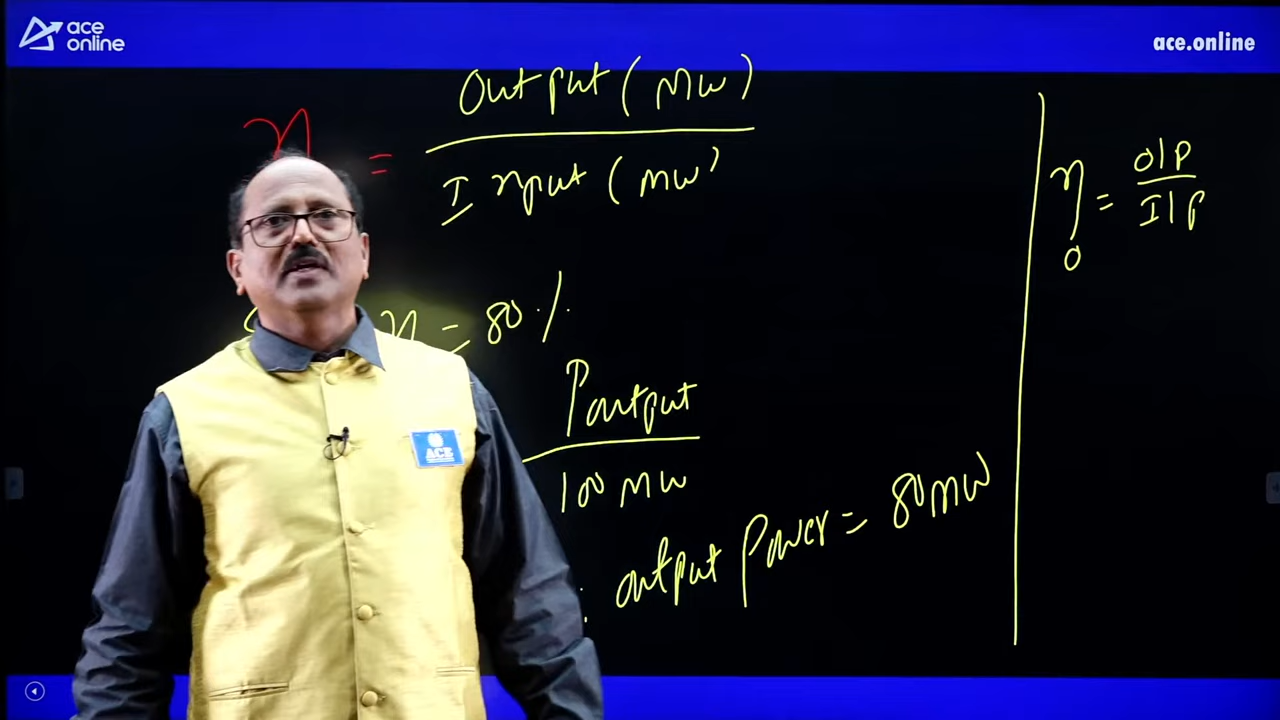 ace
online
ace.online
η = Output (MW)
Input (MW)
η = 80%
Poutput
100 MW
: output Power = 80MW
η0 = O/P
I/P
ACE